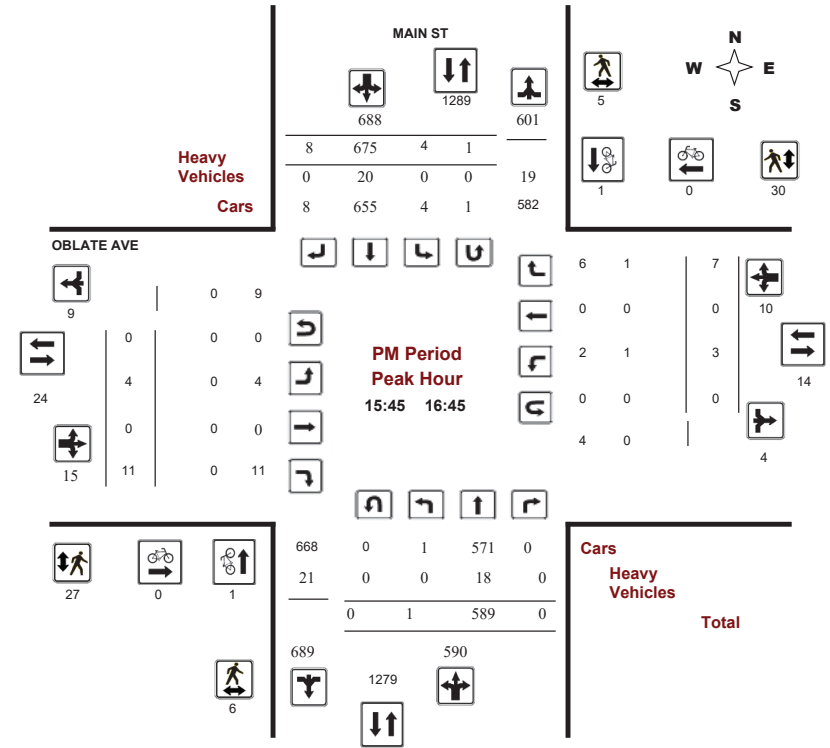 MAIN ST
N
W E
S
1289
5
688 601
8 675 4 1
Heavy
Vehicles
0 20 0 0 19
Cars
8 655 4 1 582
1 0 30
OBLATE AVE
9
0 9
6 1 7
10
0 0 0
0 0 0
24
4 0 4
PM Period
Peak Hour
15:45 16:45
2 1 3
14
0 0 0
0 0 0
15
11 0 11
4 0
4
668 0 1 571 0
Cars
21 0 0 18 0
Heavy
Vehicles
27 0 1
0 1 589 0
Total
689 590
1279
6